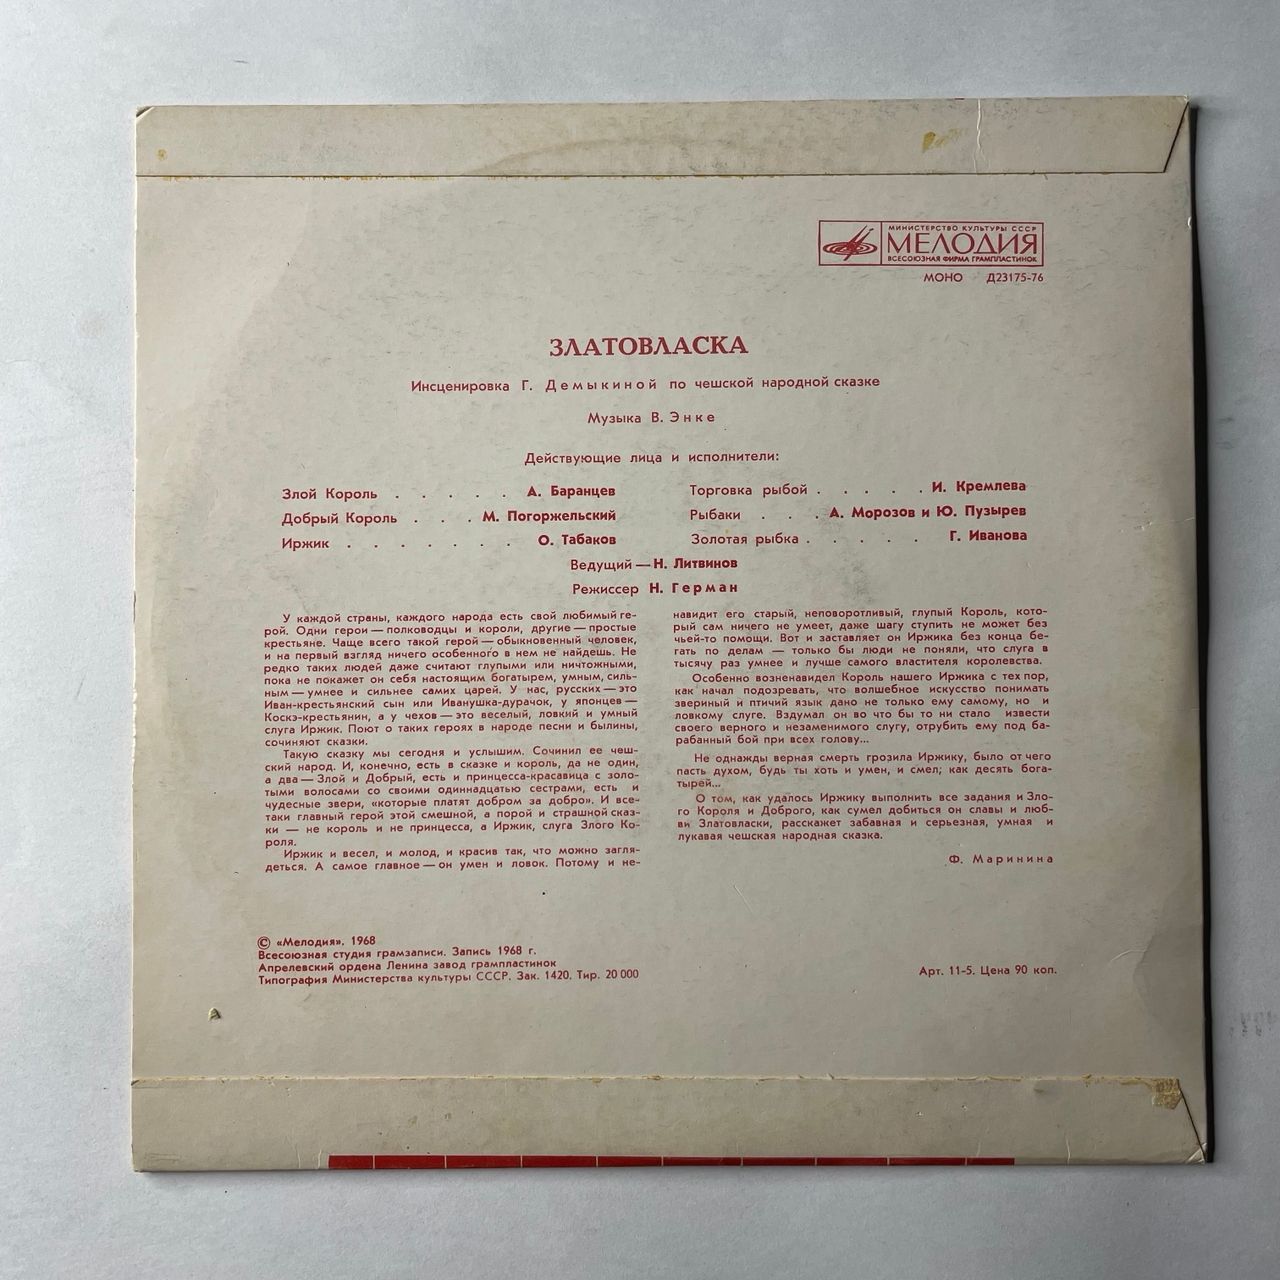 МИНИСТЕРСТВО КУЛЬТУРЫ СССР
МЕЛОДИЯ
ВСЕСОЮЗНАЯ ФИРМА ГРАМПЛАСТИНОК
МОНО Д23175-76
ЗЛАТОВЛАСКА
Инсценировка Г. Демыкиной по чешской народной сказке
Музыка В. Энке
Действующие лица и исполнители:
Злой Король . . . . . А. Баранцев
Добрый Король . . . М. Погоржельский
Иржик . . . . . . . О. Табаков
Торговка рыбой . . . . . И. Кремлева
Рыбаки . . . А. Морозов и Ю. Пузырев
Золотая рыбка . . . . . Г. Иванова
Ведущий — Н. Литвинов
Режиссер Н. Герман
У каждой страны, каждого народа есть свой любимый ге-
рой. Одни герои — полководцы и короли, другие — простые
крестьяне. Чаще всего такой герой — обыкновенный человек,
и на первый взгляд ничего особенного в нем не найдешь. Не
редко таких людей даже считают глупыми или ничтожными,
пока не покажет он себя настоящим богатырем, умным, силь-
ным — умнее и сильнее самих царей. У нас, русских — это
Иван-крестьянский сын или Иванушка-дурачок, у японцев —
Коскэ-крестьянин, а у чехов — это веселый, ловкий и умный
слуга Иржик. Поют о таких героях в народе песни и былины,
сочиняют сказки.
Такую сказку мы сегодня и услышим. Сочинил ее чеш-
ский народ. И, конечно, есть в сказке и король, да не один,
а два — Злой и Добрый, есть и принцесса-красавица с золо-
тыми волосами со своими одиннадцатью сестрами, есть и
чудесные звери, «которые платят добром за добро». И все-
таки главный герой этой смешной, а порой и страшной сказ-
ки — не король и не принцесса, а Иржик, слуга Злого Ко-
роля.
Иржик и весел, и молод, и красив так, что можно загля-
деться. А самое главное — он умен и ловок. Потому и не-
навидит его старый, неповоротливый, глупый Король, кото-
рый сам ничего не умеет, даже шагу ступить не может без
чьей-то помощи. Вот и заставляет он Иржика без конца бе-
гать по делам — только бы люди не поняли, что слуга в
тысячу раз умнее и лучше самого властителя королевства.
Особенно возненавидел Король нашего Иржика с тех пор,
как начал подозревать, что волшебное искусство понимать
звериный и птичий язык дано не только ему самому, но и
ловкому слуге. Вздумал он во что бы то ни стало извести
своего верного и незаменимого слугу, отрубить ему под ба-
рабанный бой при всех голову...
Не однажды верная смерть грозила Иржику, было от чего
пасть духом, будь ты хоть и умен, и смел; как десять бога-
тырей...
О том, как удалось Иржику выполнить все задания и Зло-
го Короля и Доброго, как сумел добиться он славы и люб-
ви Златовласки, расскажет забавная и серьезная, умная и
лукавая чешская народная сказка.
Ф. Маринина
© «Мелодия». 1968
Всесоюзная студия грамзаписи. Запись 1968 г.
Апрелевский ордена Ленина завод грампластинок
Типография Министерства культуры СССР. Зак. 1420. Тир. 20 000
Арт. 11-5. Цена 90 коп.